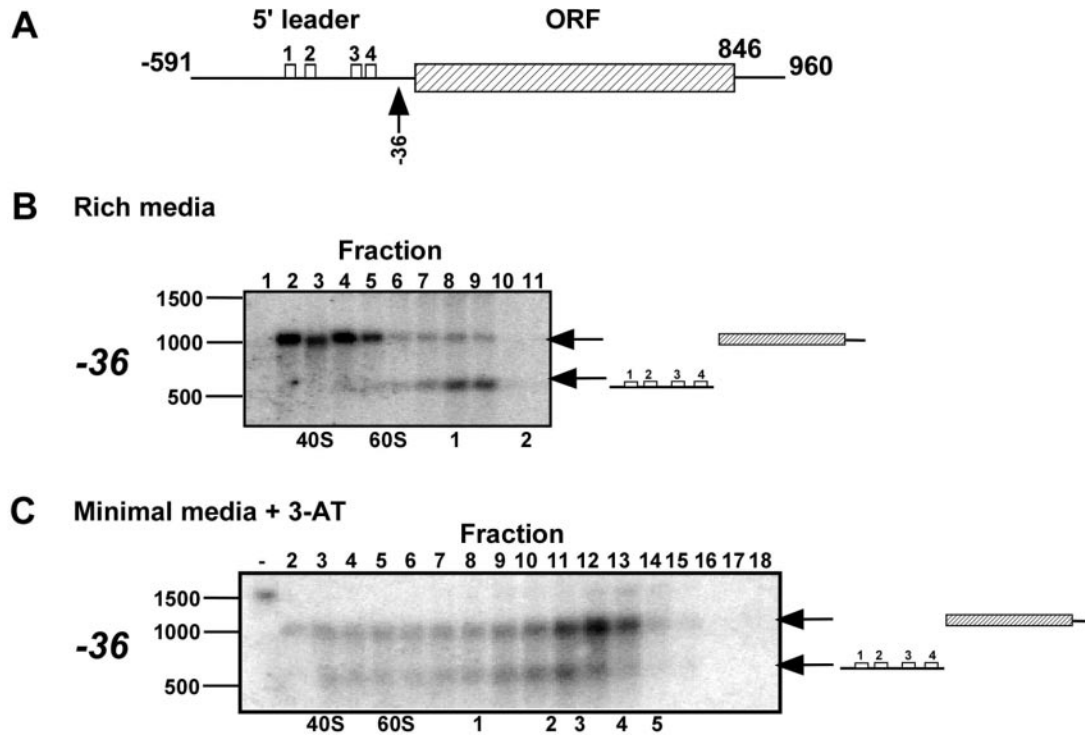 A
5' leader ORF
-591 1 2 3 4 846 960
-36
B Rich media
Fraction
1 2 3 4 5 6 7 8 9 10 11
1500
1000
-36
500
1 2 3 4
40S 60S 1 2
C Minimal media + 3-AT
Fraction
- 2 3 4 5 6 7 8 9 10 11 12 13 14 15 16 17 18
1500
1000
-36
500
1 2 3 4
40S 60S 1 2 3 4 5